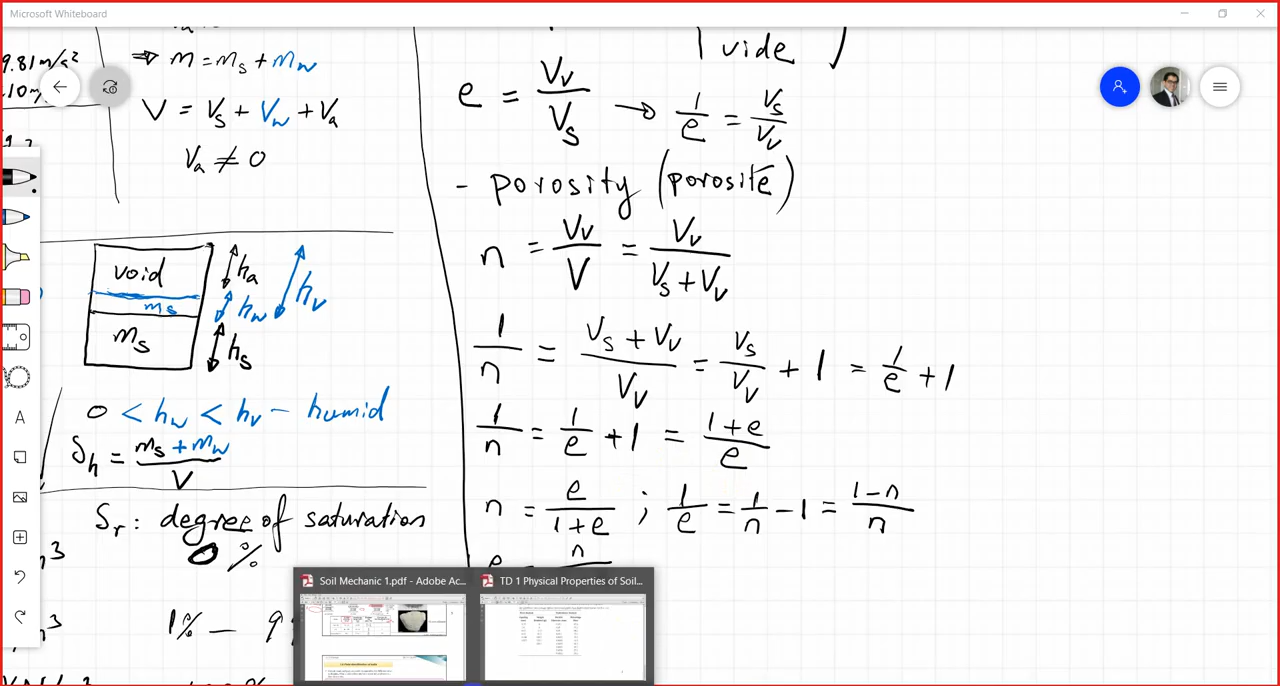 Microsoft Whiteboard
9.81 m/s²
⇒ m = ms + mw
V = Vs + Vw + Va
Va ≠ 0
void
ms
ms
ha
hw
hv
hs
0 < hw < hv - humid
δh = (ms + mw)/V
Sr : degree of saturation
0 %
1% -
vide
e = Vv/Vs → 1/e = Vs/Vv
- porosity (porosité)
n = Vv/V = Vv/(Vs + Vv)
1/n = (Vs + Vv)/Vv = Vs/Vv + 1 = 1/e + 1
1/n = 1/e + 1 = (1+e)/e
n = e/(1+e) ; 1/e = 1/n - 1 = (1-n)/n
A
Soil Mechanic 1.pdf - Adobe Ac...
TD 1 Physical Properties of Soil...